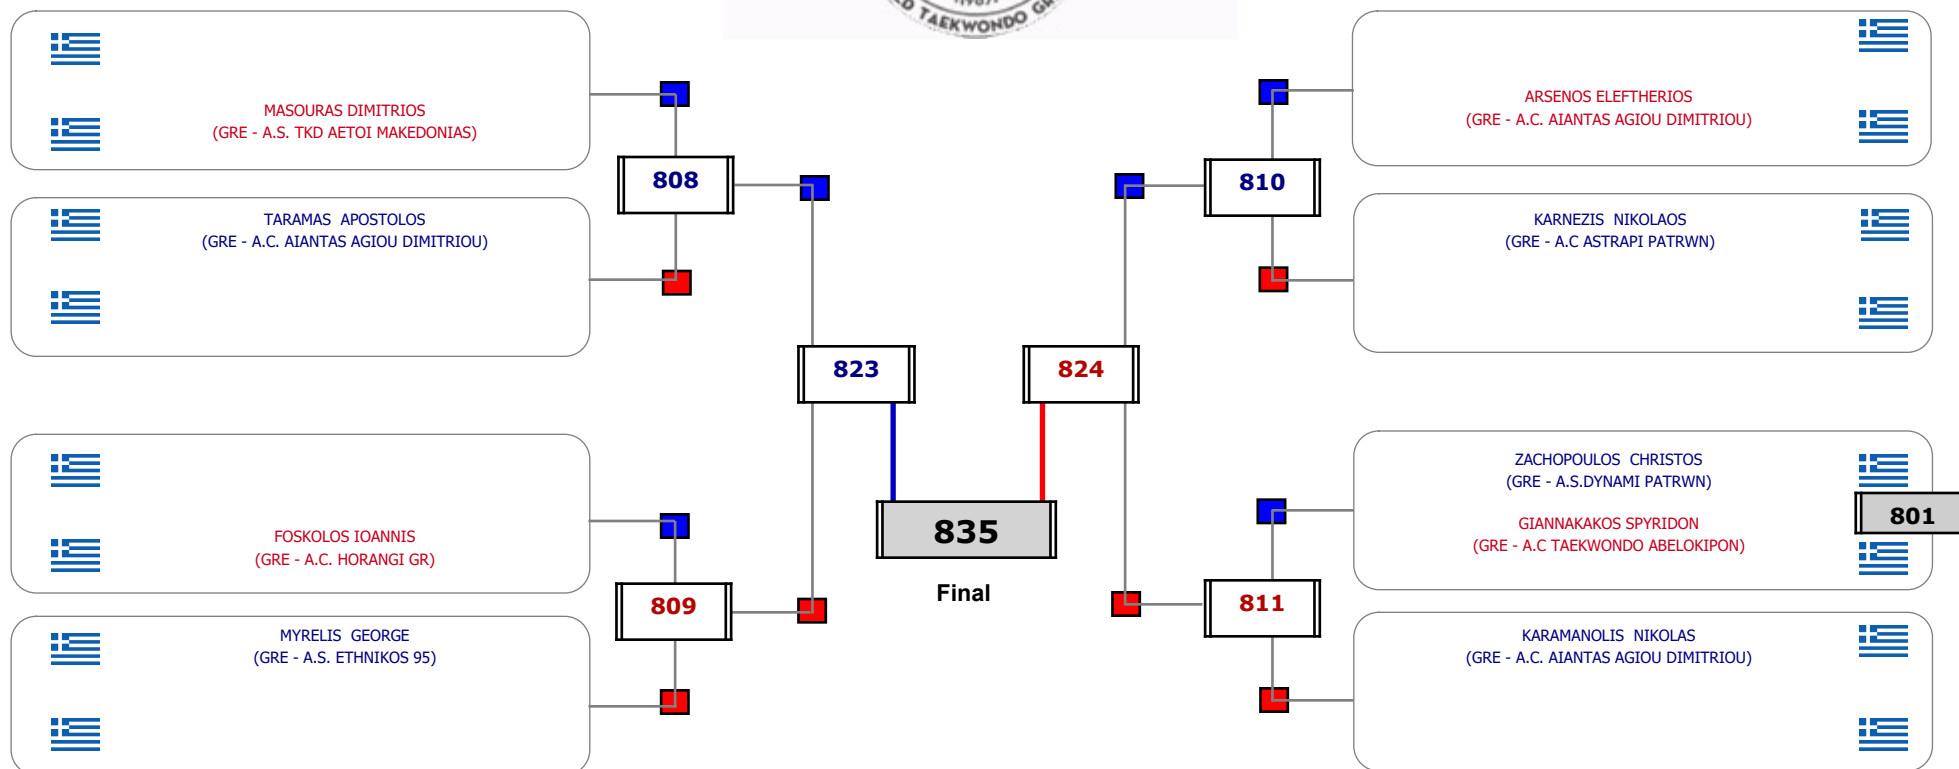 TAEKWONDO
MASOURAS DIMITRIOS
(GRE - A.S. TKD AETOI MAKEDONIAS)
808
TARAMAS APOSTOLOS
(GRE - A.C. AIANTAS AGIOU DIMITRIOU)
823
FOSKOLOS IOANNIS
(GRE - A.C. HORANGI GR)
809
MYRELIS GEORGE
(GRE - A.S. ETHNIKOS 95)
835
Final
ARSENOS ELEFTHERIOS
(GRE - A.C. AIANTAS AGIOU DIMITRIOU)
810
KARNEZIS NIKOLAOS
(GRE - A.C ASTRAPI PATRWN)
824
ZACHOPOULOS CHRISTOS
(GRE - A.S.DYNAMI PATRWN)
801
GIANNAKAKOS SPYRIDON
(GRE - A.C TAEKWONDO ABELOKIPON)
811
KARAMANOLIS NIKOLAS
(GRE - A.C. AIANTAS AGIOU DIMITRIOU)